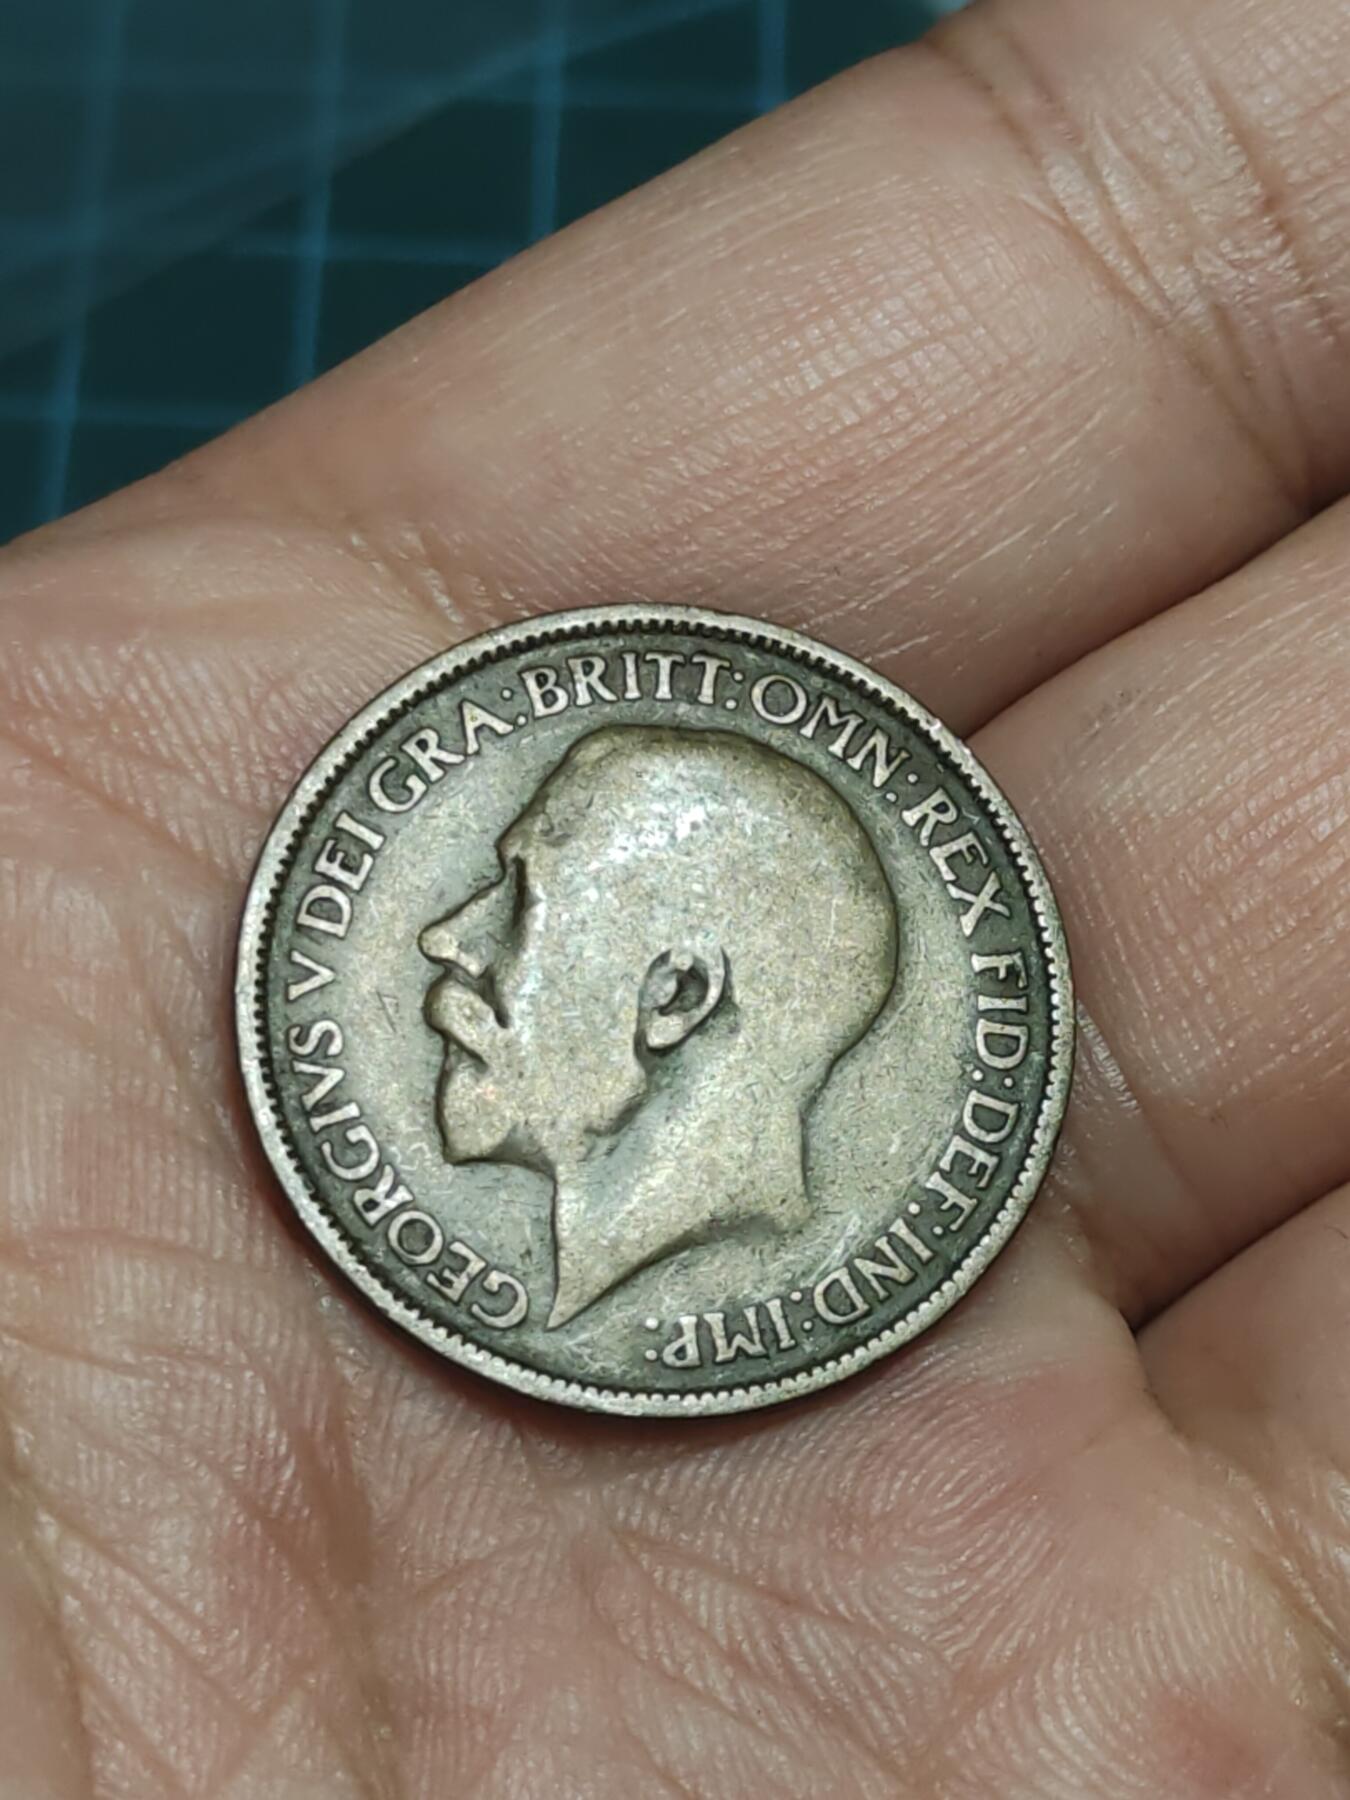 GEORGIVS V DEI GRA: BRITT: OMN: REX FID: DEF: IND: IMP: